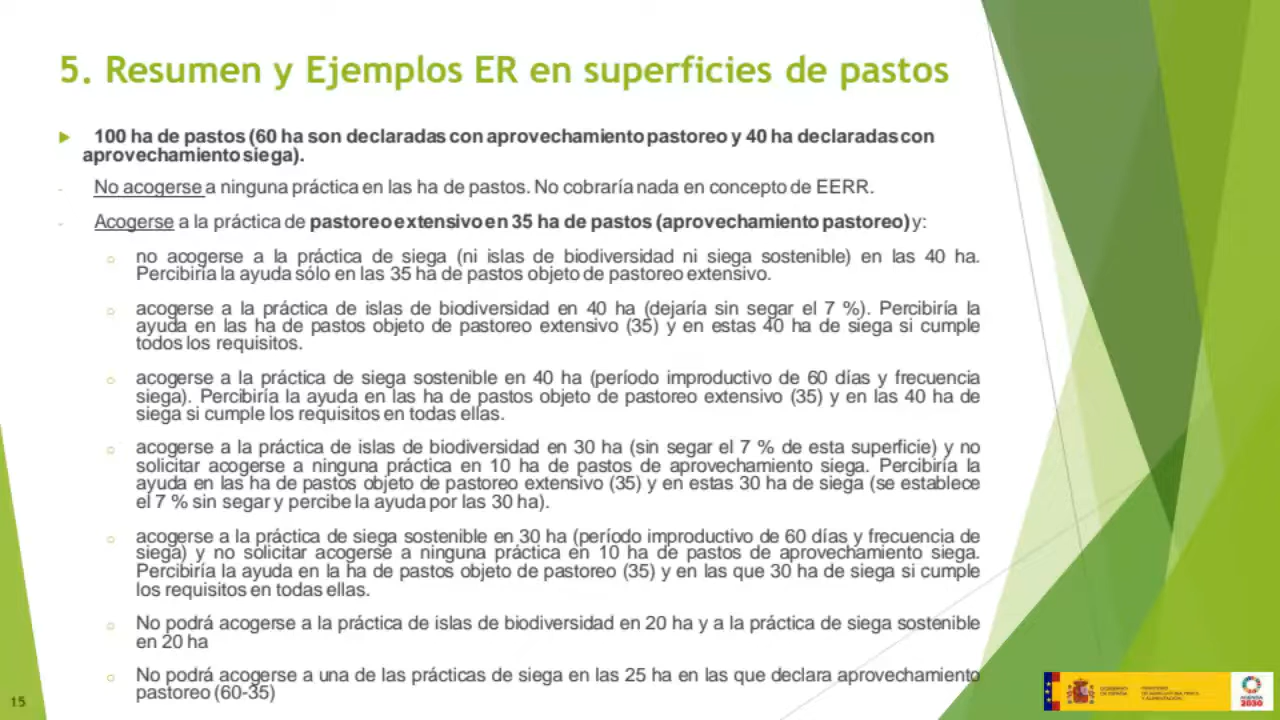 5. Resumen y Ejemplos ER en superficies de pastos
100 ha de pastos (60 ha son declaradas con aprovechamiento pastoreo y 40 ha declaradas con
aprovechamiento siega).
- No acogerse a ninguna práctica en las ha de pastos. No cobraría nada en concepto de EERR.
- Acogerse a la práctica de pastoreo extensivo en 35 ha de pastos (aprovechamiento pastoreo) y:
no acogerse a la práctica de siega (ni islas de biodiversidad ni siega sostenible) en las 40 ha.
Percibiría la ayuda sólo en las 35 ha de pastos objeto de pastoreo extensivo.
acogerse a la práctica de islas de biodiversidad en 40 ha (dejaría sin segar el 7 %). Percibiría la
ayuda en las ha de pastos objeto de pastoreo extensivo (35) y en estas 40 ha de siega si cumple
todos los requisitos.
acogerse a la práctica de siega sostenible en 40 ha (período improductivo de 60 días y frecuencia
siega). Percibiría la ayuda en las ha de pastos objeto de pastoreo extensivo (35) y en las 40 ha de
siega si cumple los requisitos en todas ellas.
acogerse a la práctica de islas de biodiversidad en 30 ha (sin segar el 7 % de esta superficie) y no
solicitar acogerse a ninguna práctica en 10 ha de pastos de aprovechamiento siega. Percibiría la
ayuda en las ha de pastos objeto de pastoreo extensivo (35) y en estas 30 ha de siega (se establece
el 7 % sin segar y percibe la ayuda por las 30 ha).
acogerse a la práctica de siega sostenible en 30 ha (período improductivo de 60 días y frecuencia de
siega) y no solicitar acogerse a ninguna práctica en 10 ha de pastos de aprovechamiento siega.
Percibiría la ayuda en la ha de pastos objeto de pastoreo (35) y en las que 30 ha de siega si cumple
los requisitos en todas ellas.
No podrá acogerse a la práctica de islas de biodiversidad en 20 ha y a la práctica de siega sostenible
en 20 ha
No podrá acogerse a una de las prácticas de siega en las 25 ha en las que declara aprovechamiento
pastoreo (60-35)
15
GOBIERNO
DE ESPAÑA
MINISTERIO
DE AGRICULTURA, PESCA
Y ALIMENTACIÓN
AGENDA
2030